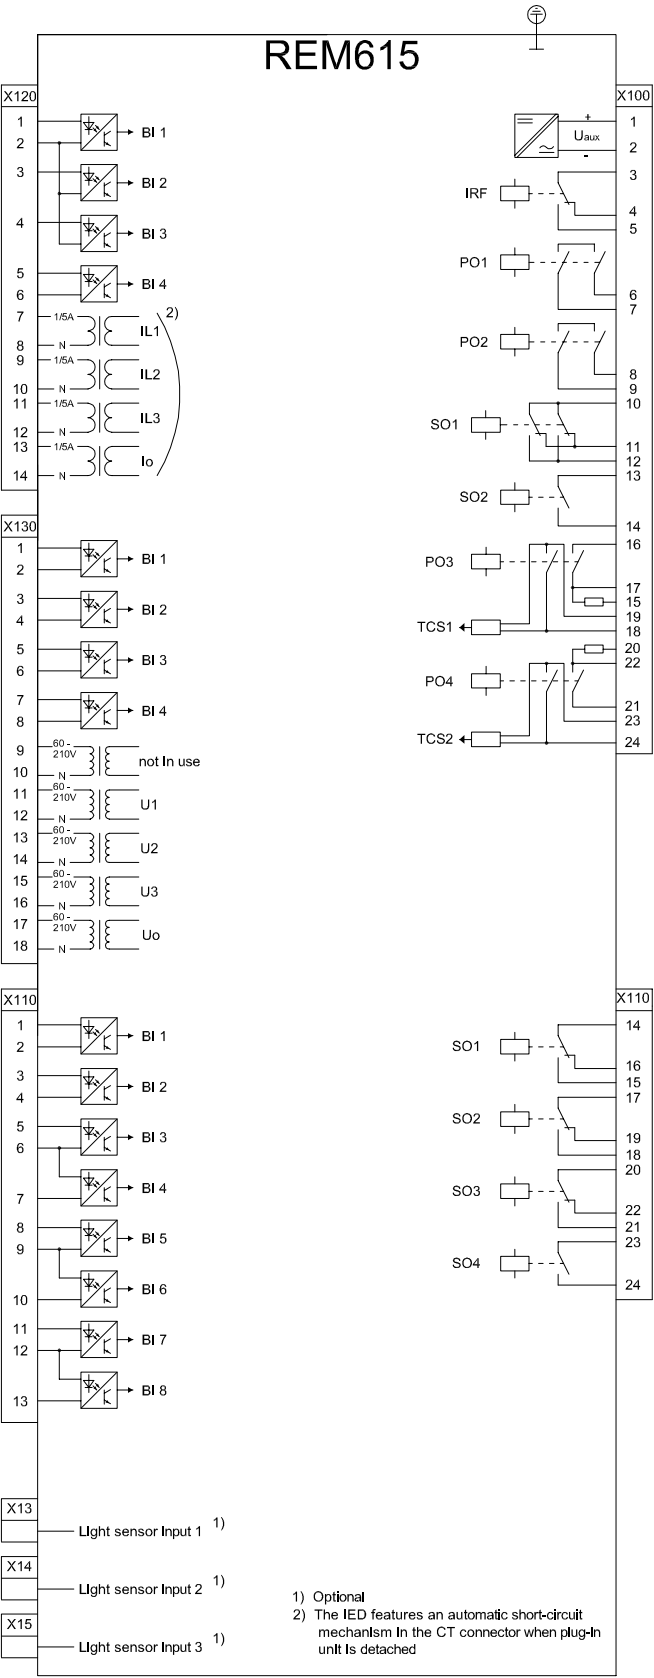 REM615
X120
1
2
BI 1
3
BI 2
4
BI 3
5
6
BI 4
7
1/5A
2)
IL1
8
N
9
1/5A
IL2
10
N
11
1/5A
IL3
12
N
13
1/5A
Io
14
N
X130
1
2
BI 1
3
4
BI 2
5
6
BI 3
7
8
BI 4
9
60 -
210V
not In use
10
N
11
60 -
210V
U1
12
N
13
60 -
210V
U2
14
N
15
60 -
210V
U3
16
N
17
60 -
210V
Uo
18
N
X110
1
2
BI 1
3
4
BI 2
5
6
BI 3
7
BI 4
8
9
BI 5
10
BI 6
11
12
BI 7
13
BI 8
X13
Light sensor Input 1 1)
X14
Light sensor Input 2 1)
X15
Light sensor Input 3 1)
X100
+
1
Uaux
2
-
3
IRF
4
5
PO1
6
7
PO2
8
9
10
SO1
11
12
13
SO2
14
16
PO3
17
15
19
TCS1
18
20
22
PO4
21
23
TCS2
24
X110
14
SO1
16
15
17
SO2
19
18
20
SO3
22
21
23
SO4
24
1) Optional
2) The IED features an automatic short-circuit
mechanism In the CT connector when plug-In
unit Is detached